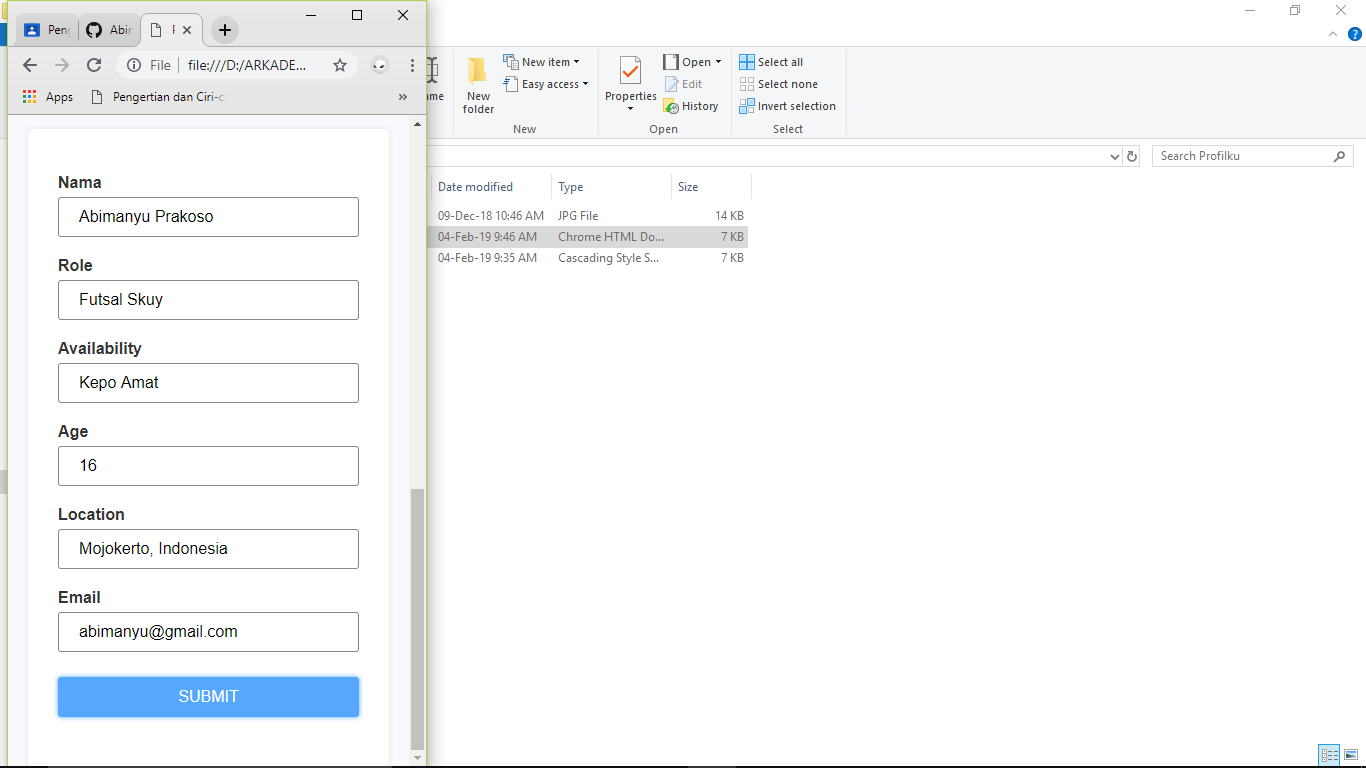 Peng
Abir
File
file:///D:/ARKADE...
Apps
Pengertian dan Ciri-c
»
Nama
Abimanyu Prakoso
Role
Futsal Skuy
Availability
Kepo Amat
Age
16
Location
Mojokerto, Indonesia
Email
abimanyu@gmail.com
SUBMIT
New
folder
New item
Easy access
New
Properties
Open
Edit
History
Open
Select all
Select none
Invert selection
Select
Search Profilku
Date modified
Type
Size
09-Dec-18 10:46 AM
JPG File
14 KB
04-Feb-19 9:46 AM
Chrome HTML Do...
7 KB
04-Feb-19 9:35 AM
Cascading Style S...
7 KB